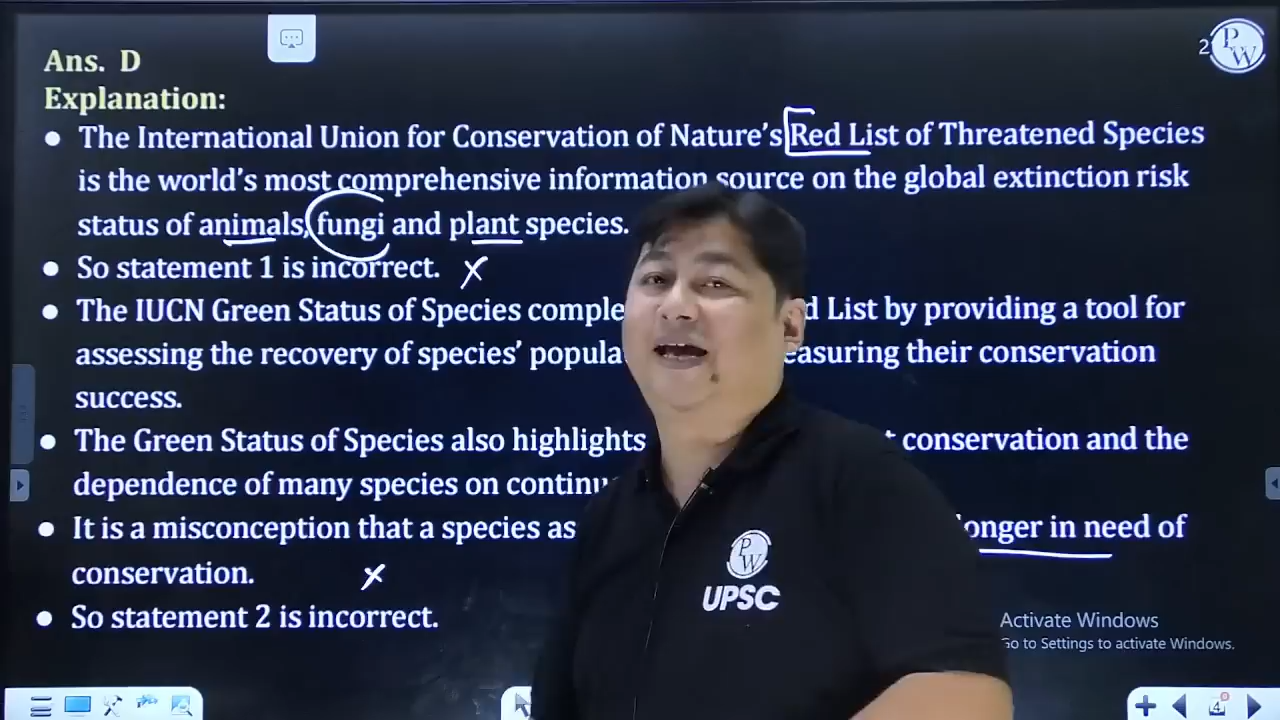 Ans. D
Explanation:
The International Union for Conservation of Nature's Red List of Threatened Species
is the world's most comprehensive information source on the global extinction risk
status of animals, fungi and plant species.
So statement 1 is incorrect.
The IUCN Green Status of Species comple d List by providing a tool for
assessing the recovery of species' popula easuring their conservation
success.
The Green Status of Species also highlights t conservation and the
dependence of many species on continu
It is a misconception that a species as longer in need of
conservation.
So statement 2 is incorrect.
2
PW
PW
UPSC
Activate Windows
Go to Settings to activate Windows.
4